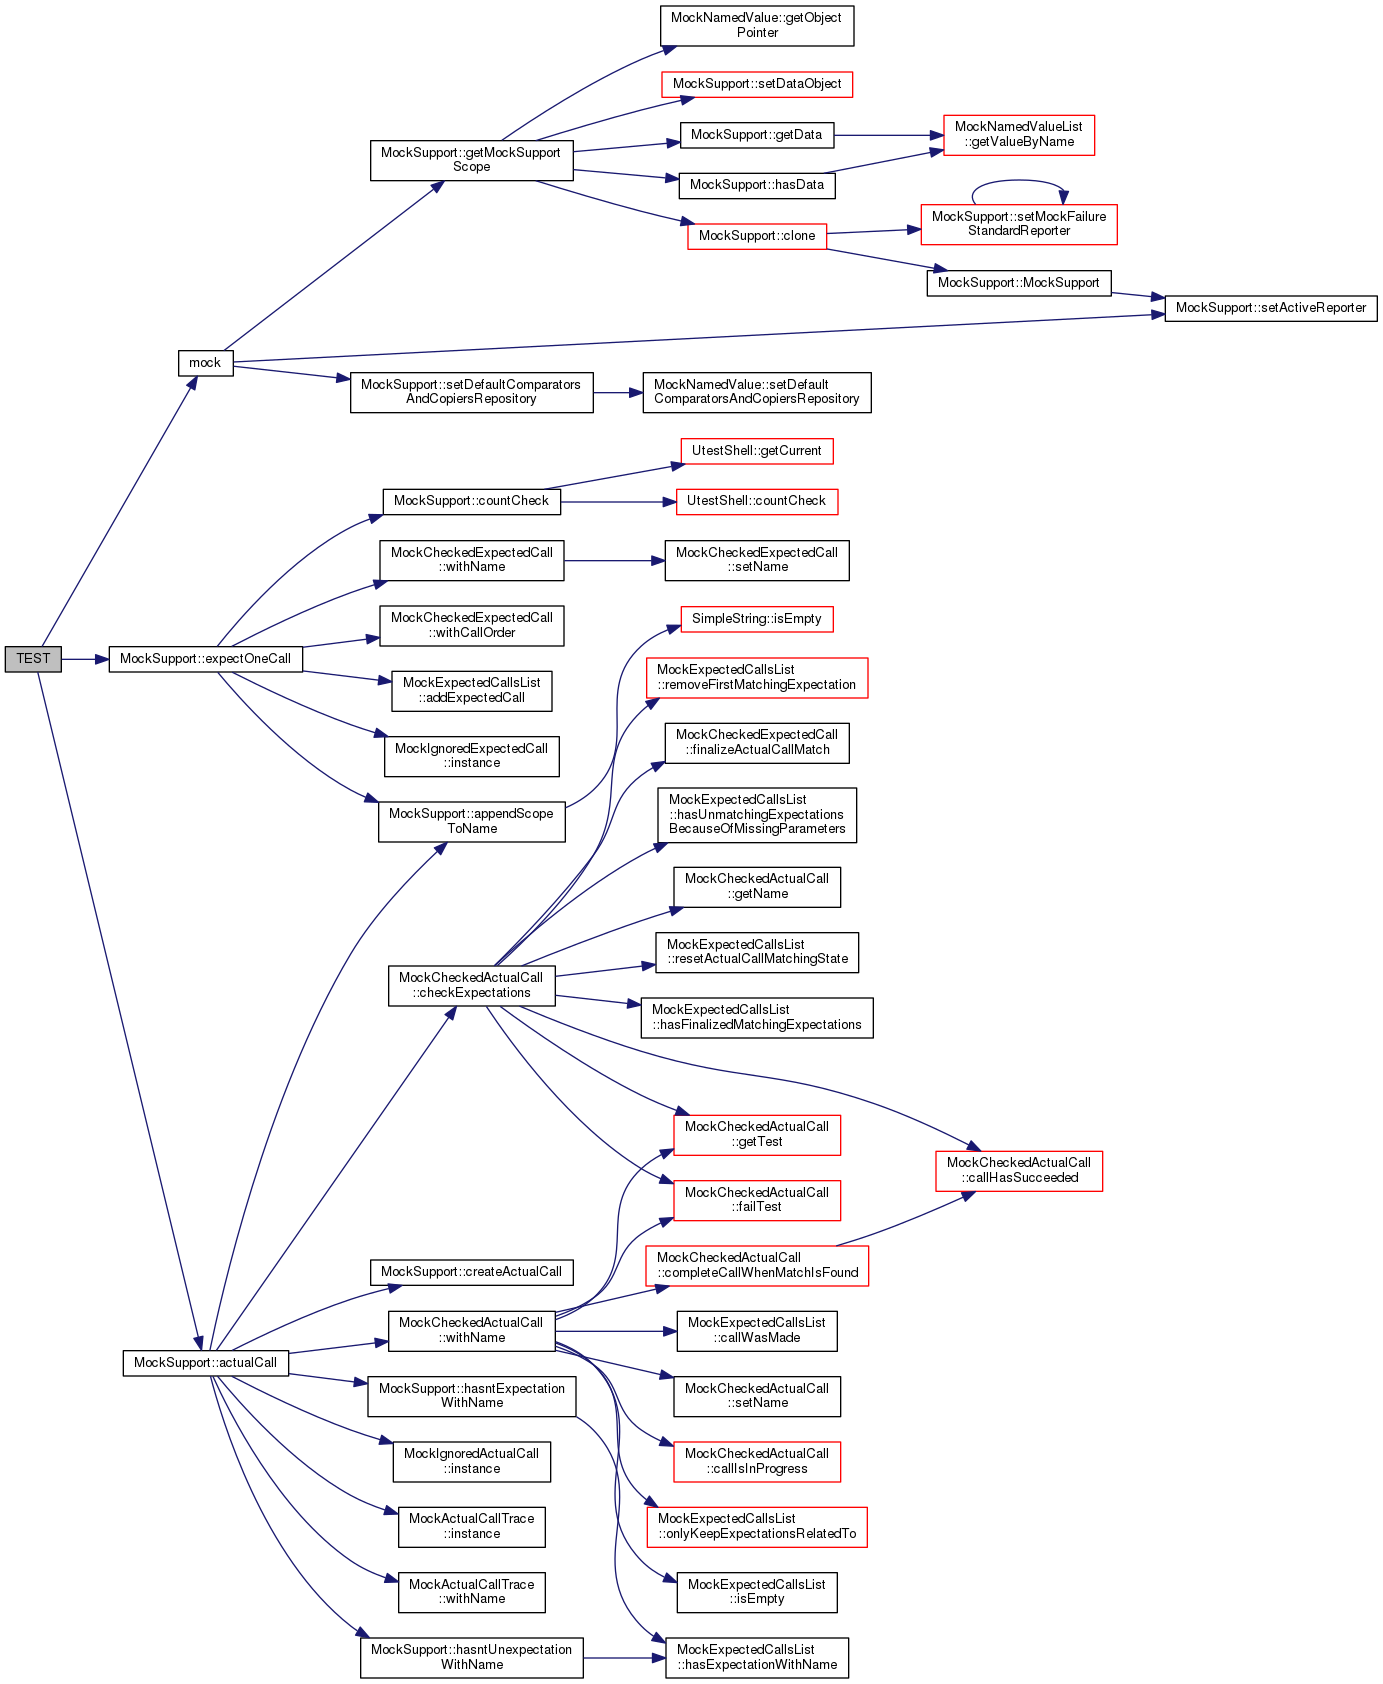 MockNamedValue::getObject
Pointer
MockSupport::setDataObject
MockSupport::getData
MockNamedValueList
::getValueByName
MockSupport::getMockSupport
Scope
MockSupport::hasData
MockSupport::setMockFailure
StandardReporter
MockSupport::clone
MockSupport::MockSupport
MockSupport::setActiveReporter
mock
MockSupport::setDefaultComparators
AndCopiersRepository
MockNamedValue::setDefault
ComparatorsAndCopiersRepository
UtestShell::getCurrent
MockSupport::countCheck
UtestShell::countCheck
MockCheckedExpectedCall
::withName
MockCheckedExpectedCall
::setName
MockCheckedExpectedCall
::withCallOrder
SimpleString::isEmpty
TEST
MockSupport::expectOneCall
MockExpectedCallsList
::addExpectedCall
MockExpectedCallsList
::removeFirstMatchingExpectation
MockIgnoredExpectedCall
::instance
MockCheckedExpectedCall
::finalizeActualCallMatch
MockSupport::appendScope
ToName
MockExpectedCallsList
::hasUnmatchingExpectations
BecauseOfMissingParameters
MockCheckedActualCall
::getName
MockCheckedActualCall
::checkExpectations
MockExpectedCallsList
::resetActualCallMatchingState
MockExpectedCallsList
::hasFinalizedMatchingExpectations
MockCheckedActualCall
::getTest
MockCheckedActualCall
::callHasSucceeded
MockCheckedActualCall
::failTest
MockSupport::createActualCall
MockCheckedActualCall
::completeCallWhenMatchIsFound
MockCheckedActualCall
::withName
MockExpectedCallsList
::callWasMade
MockSupport::actualCall
MockSupport::hasntExpectation
WithName
MockCheckedActualCall
::setName
MockIgnoredActualCall
::instance
MockCheckedActualCall
::callIsInProgress
MockActualCallTrace
::instance
MockExpectedCallsList
::onlyKeepExpectationsRelatedTo
MockActualCallTrace
::withName
MockExpectedCallsList
::isEmpty
MockSupport::hasntUnexpectation
WithName
MockExpectedCallsList
::hasExpectationWithName